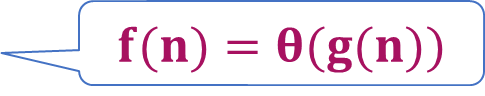 f(n) = θ(g(n))